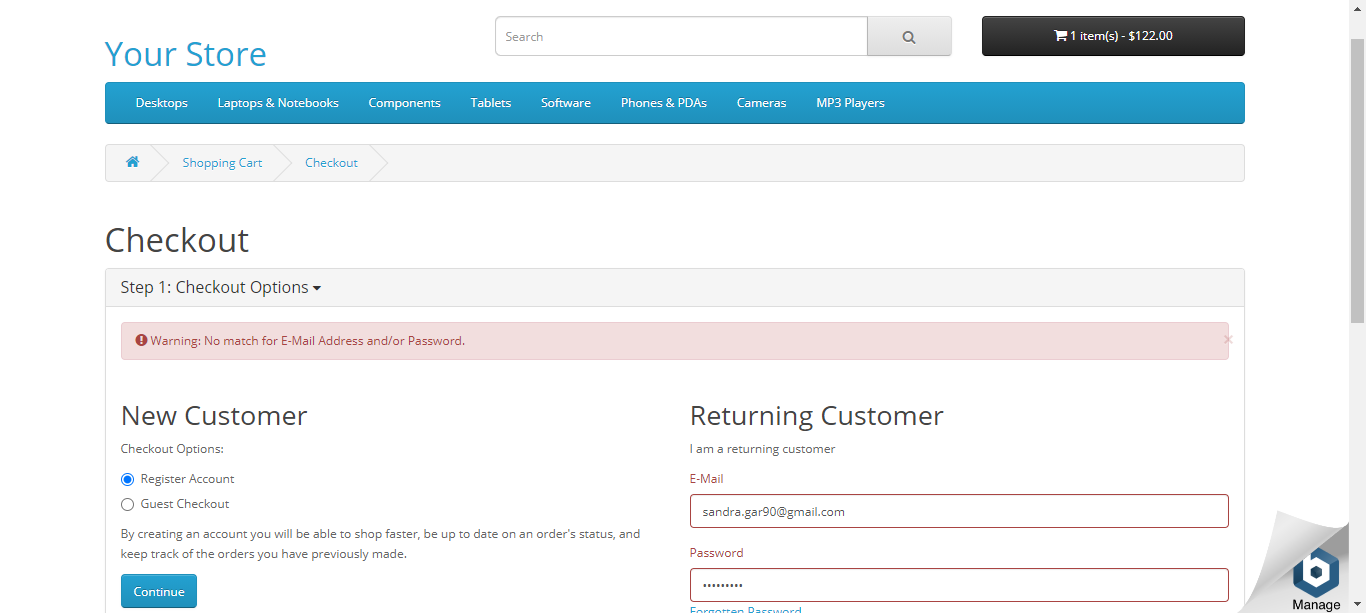 Your Store
Search
1 item(s) - $122.00
Desktops
Laptops & Notebooks
Components
Tablets
Software
Phones & PDAs
Cameras
MP3 Players
Shopping Cart
Checkout
Checkout
Step 1: Checkout Options
Warning: No match for E-Mail Address and/or Password.
×
New Customer
Checkout Options:
Register Account
Guest Checkout
By creating an account you will be able to shop faster, be up to date on an order's status, and
keep track of the orders you have previously made.
Continue
Returning Customer
I am a returning customer
E-Mail
sandra.gar90@gmail.com
Password
•••••••••
Forgotten Password
Manage